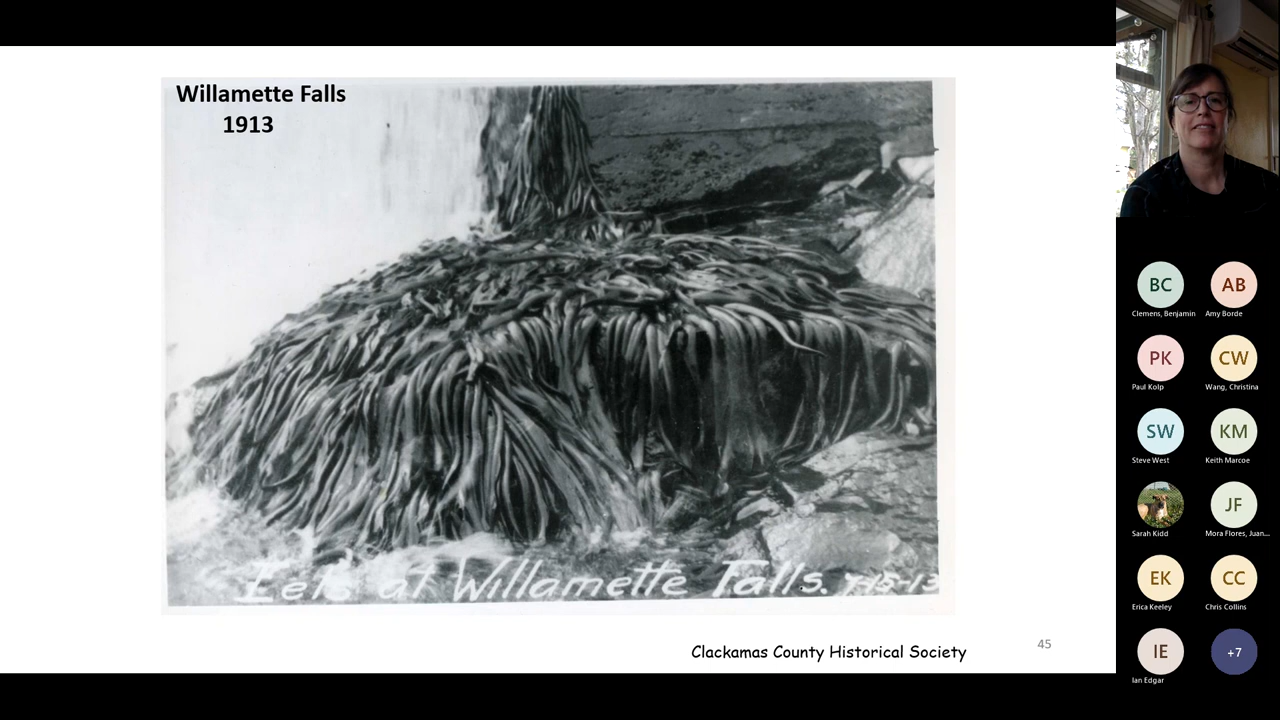 Willamette Falls
1913
Eels at Willamette Falls. 7-15-13
Clackamas County Historical Society
45
BC
Clemens, Benjamin
AB
Amy Borde
PK
Paul Kolp
CW
Wang, Christina
SW
Steve West
KM
Keith Marcoe
Sarah Kidd
JF
Mora Flores, Juan...
EK
Erica Keeley
CC
Chris Collins
IE
Ian Edgar
+7